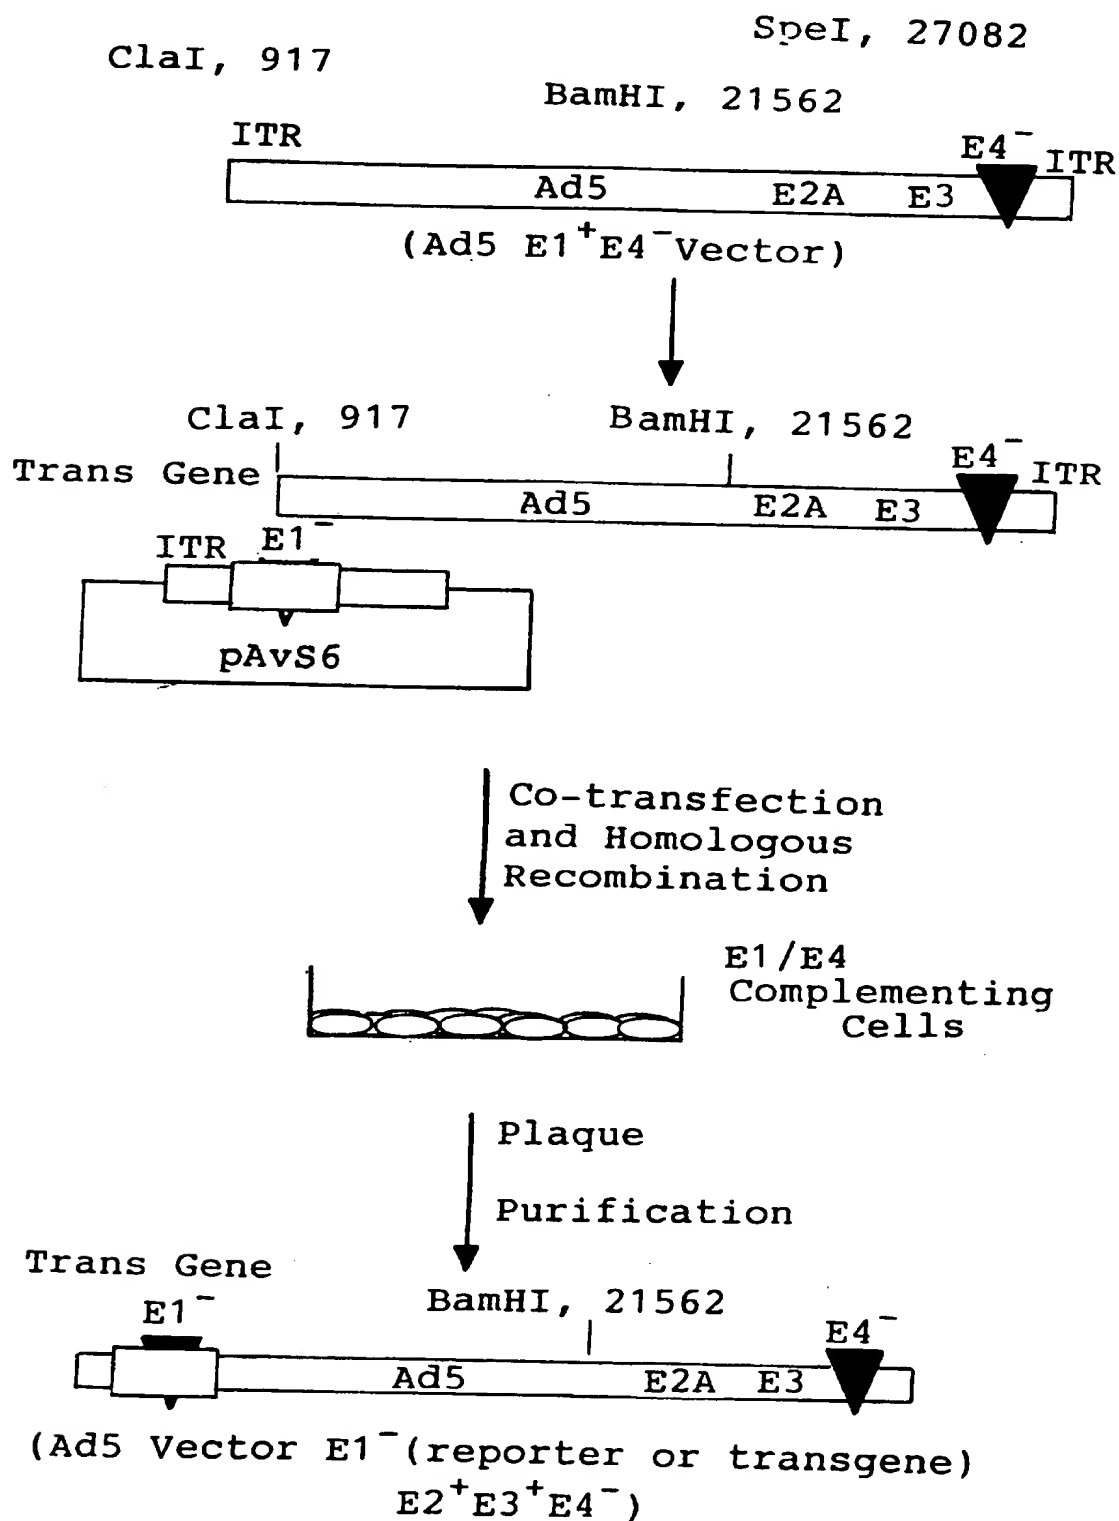 SpeI, 27082
ClaI, 917
BamHI, 21562
ITR
E4⁻
ITR
Ad5 E2A E3
(Ad5 E1⁺E4⁻Vector)
ClaI, 917
BamHI, 21562
Trans Gene
E4⁻
ITR
Ad5 E2A E3
ITR E1⁻
pAvS6
Co-transfection
and Homologous
Recombination
E1/E4
Complementing
Cells
Plaque
Purification
Trans Gene
E1⁻
BamHI, 21562
E4⁻
Ad5 E2A E3
(Ad5 Vector E1⁻(reporter or transgene)
E2⁺E3⁺E4⁻)